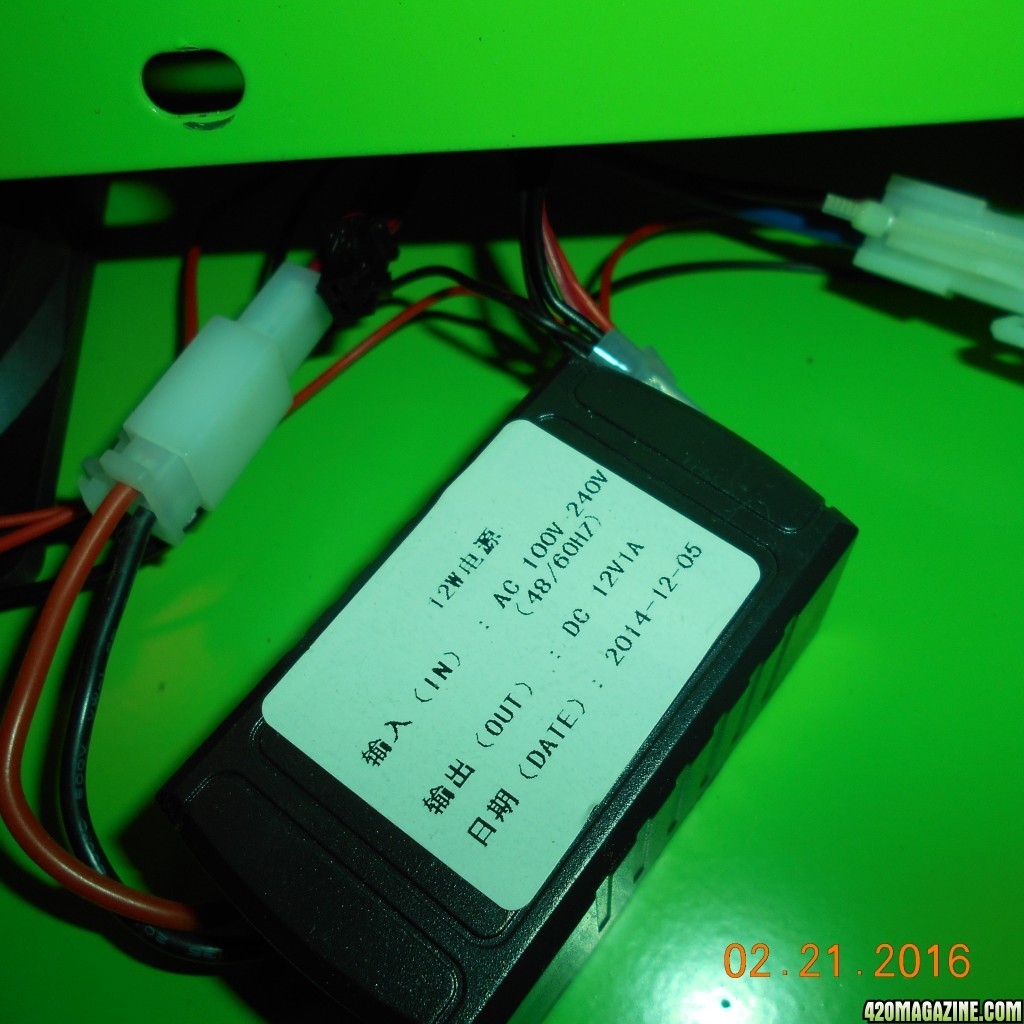 12W电源
输入(IN) : AC 100V-240V
(48/60HZ)
输出(OUT) : DC 12V1A
日期(DATE) : 2014-12-05
02.21.2016
420MAGAZINE.COM